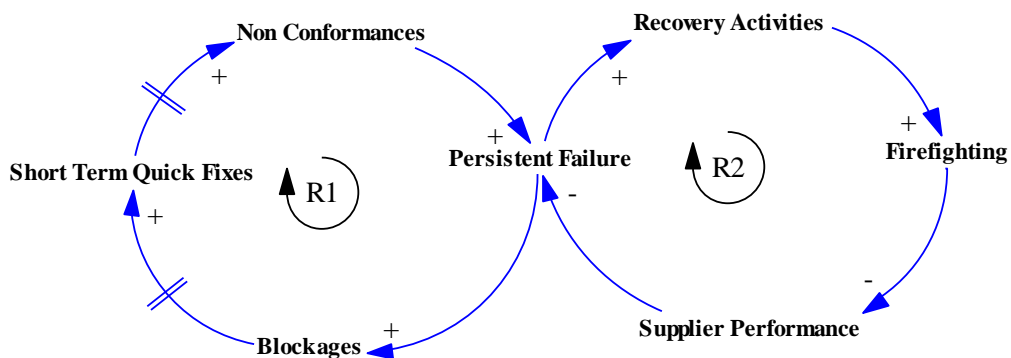 Non Conformances
Recovery Activities
+
+
+
+
Persistent Failure
Firefighting
Short Term Quick Fixes
R1
R2
+
-
-
Supplier Performance
+
Blockages